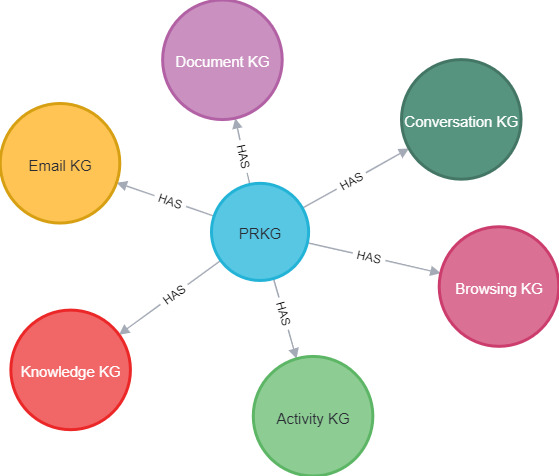 Document KG
Conversation KG
HAS
HAS
Email KG
HAS
PRKG
HAS
Browsing KG
HAS
HAS
Knowledge KG
Activity KG